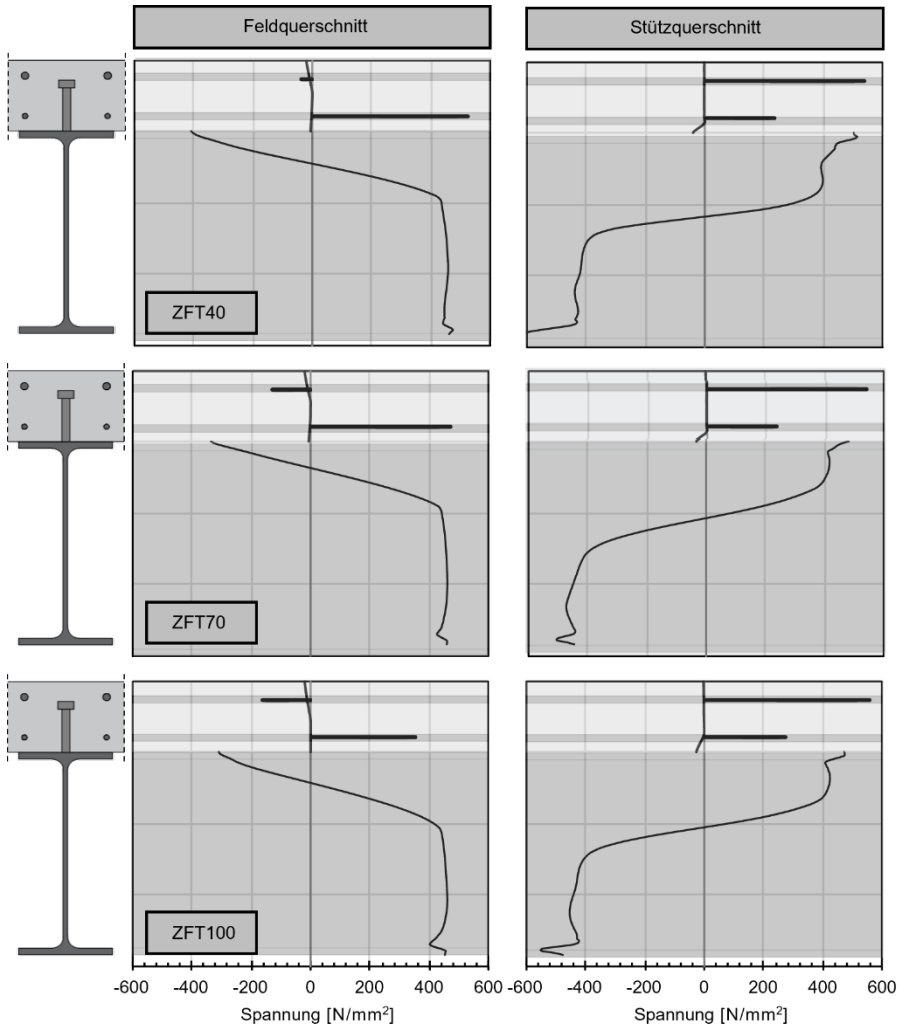 Feldquerschnitt
Stützquerschnitt
ZFT40
ZFT70
ZFT100
-600 -400 -200 0 200 400 600 -600 -400 -200 0 200 400 600
Spannung [N/mm²]
Spannung [N/mm²]